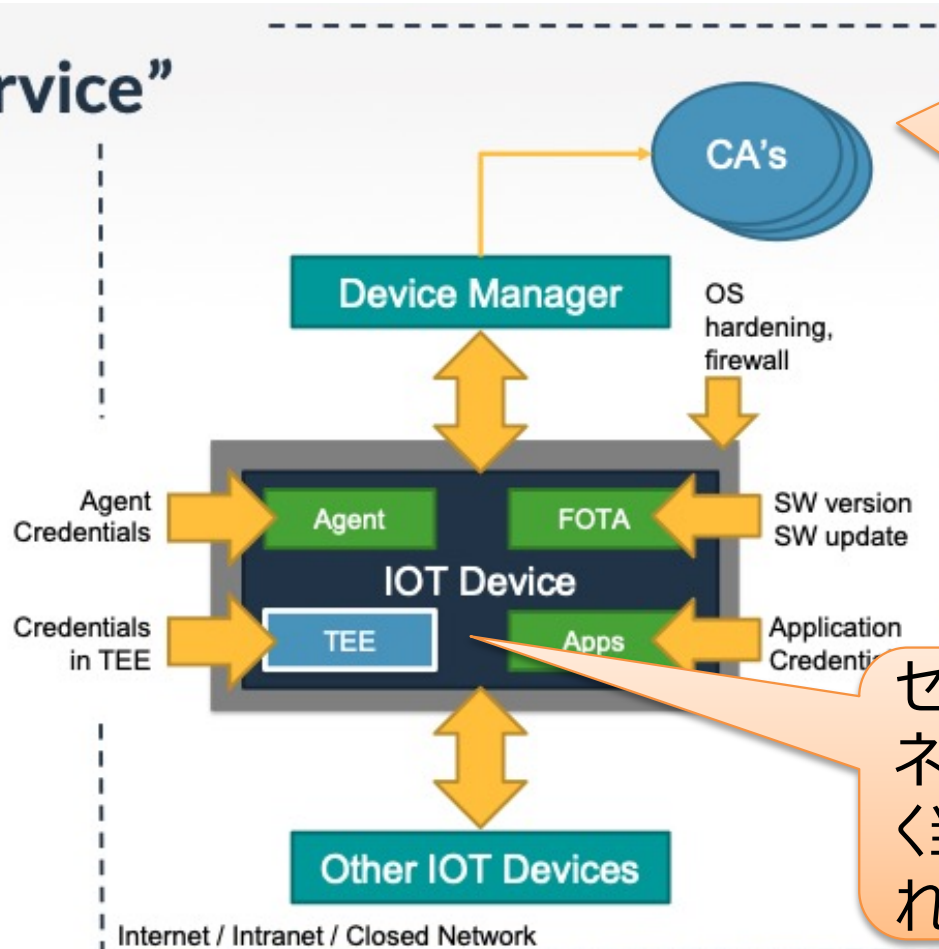 rvice”
CA's
Device Manager
OS
hardening,
firewall
Agent
Credentials
Agent
FOTA
SW version
SW update
IOT Device
Credentials
in TEE
TEE
Apps
Application
セ
ネ
く
れ
Other IOT Devices
Internet / Intranet / Closed Network